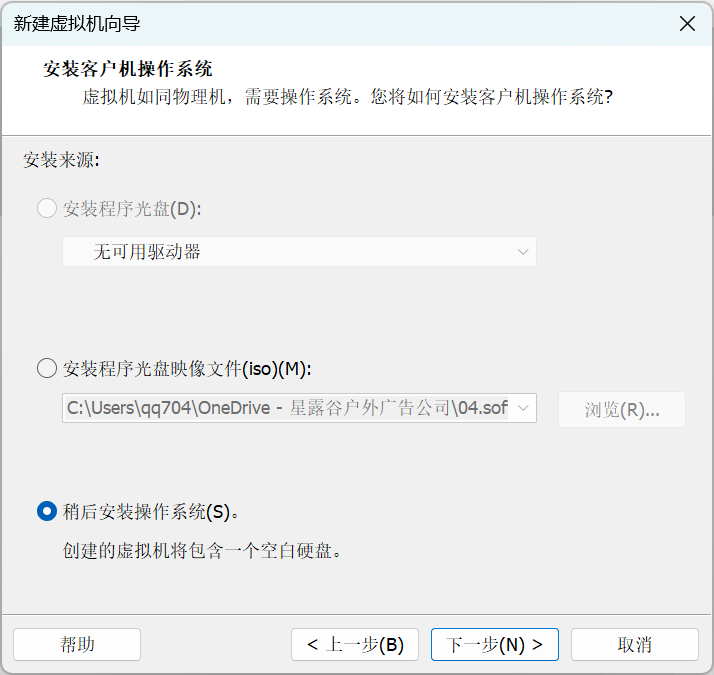 新建虚拟机向导
安装客户机操作系统
虚拟机如同物理机，需要操作系统。您将如何安装客户机操作系统?
安装来源:
安装程序光盘(D):
无可用驱动器
安装程序光盘映像文件(iso)(M):
C:\Users\qq704\OneDrive - 星露谷户外广告公司\04.sof
浏览(R)...
稍后安装操作系统(S)。
创建的虚拟机将包含一个空白硬盘。
帮助
< 上一步(B)
下一步(N) >
取消